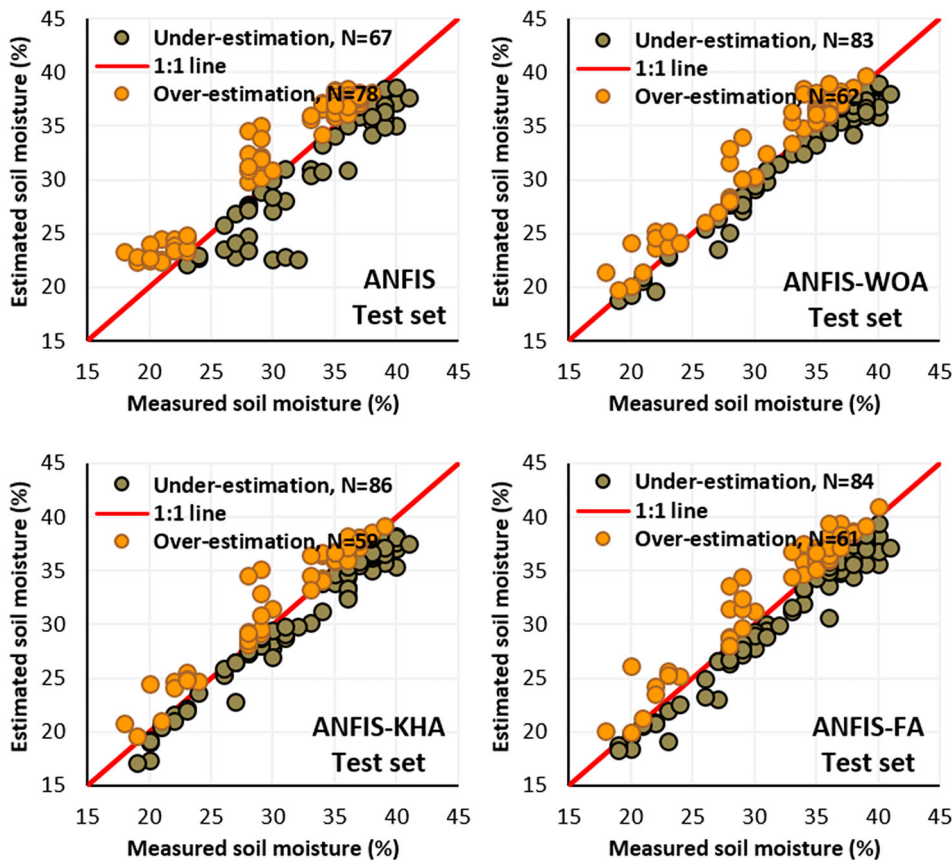 Estimated soil moisture (%)
45
40
35
30
25
20
15
Under-estimation, N=67
1:1 line
Over-estimation, N=78
ANFIS
Test set
15 20 25 30 35 40 45
Measured soil moisture (%)
Estimated soil moisture (%)
45
40
35
30
25
20
15
Under-estimation, N=83
1:1 line
Over-estimation, N=62
ANFIS-WOA
Test set
15 20 25 30 35 40 45
Measured soil moisture (%)
Estimated soil moisture (%)
45
40
35
30
25
20
15
Under-estimation, N=86
1:1 line
Over-estimation, N=59
ANFIS-KHA
Test set
15 20 25 30 35 40 45
Measured soil moisture (%)
Estimated soil moisture (%)
45
40
35
30
25
20
15
Under-estimation, N=84
1:1 line
Over-estimation, N=61
ANFIS-FA
Test set
15 20 25 30 35 40 45
Measured soil moisture (%)